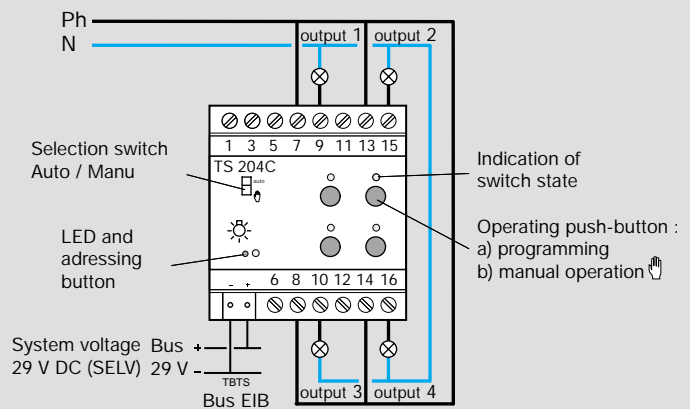 Ph
N
output 1
output 2
1 3 5 7 9 11 13 15
TS 204C
auto
Selection switch
Auto / Manu
Indication of
switch state
LED and
adressing
button
Operating push-button :
a) programming
b) manual operation
- +
6 8 10 12 14 16
System voltage
29 V DC (SELV)
Bus +
29 V -
TBTS
Bus EIB
output 3
output 4